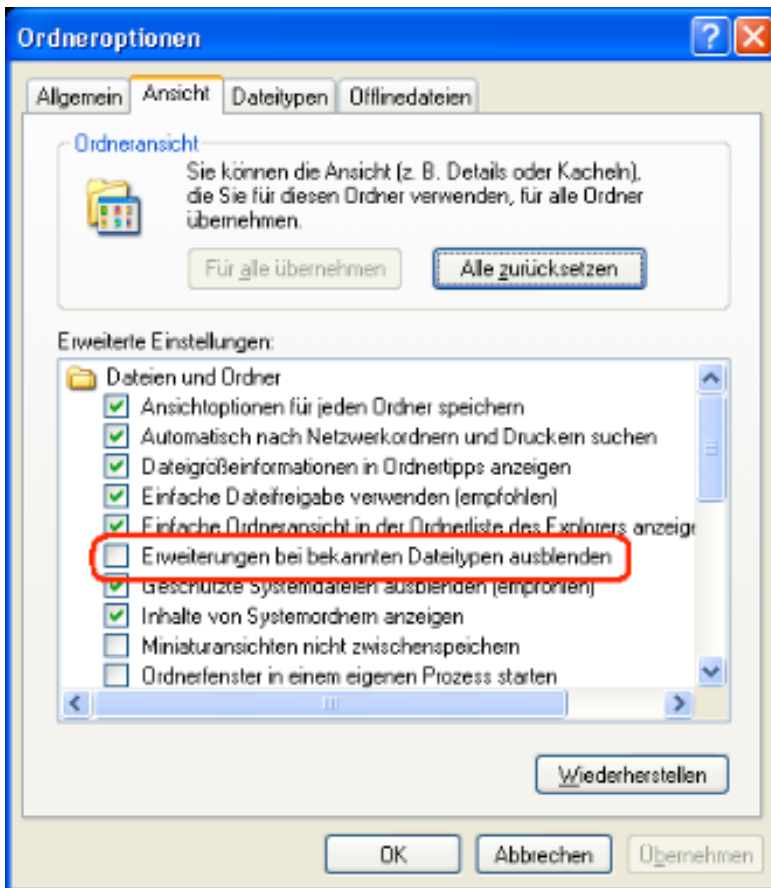 Ordneroptionen
Allgemein Ansicht Dateitypen Offlinedateien
Ordneransicht
Sie können die Ansicht (z. B. Details oder Kacheln),
die Sie für diesen Ordner verwenden, für alle Ordner
übernehmen.
Für alle übernehmen Alle zurücksetzen
Erweiterte Einstellungen:
Dateien und Ordner
Ansichtoptionen für jeden Ordner speichern
Automatisch nach Netzwerkordnern und Druckern suchen
Dateigrößeinformationen in Ordnertipps anzeigen
Einfache Dateifreigabe verwenden (empfohlen)
Einfache Ordneransicht in der Ordnerliste des Explorers anzeige
Erweiterungen bei bekannten Dateitypen ausblenden
Geschützte Systemdateien ausblenden (empfohlen)
Inhalte von Systemordnern anzeigen
Miniaturansichten nicht zwischenspeichern
Ordnerfenster in einem eigenen Prozess starten
Wiederherstellen
OK Abbrechen Übernehmen